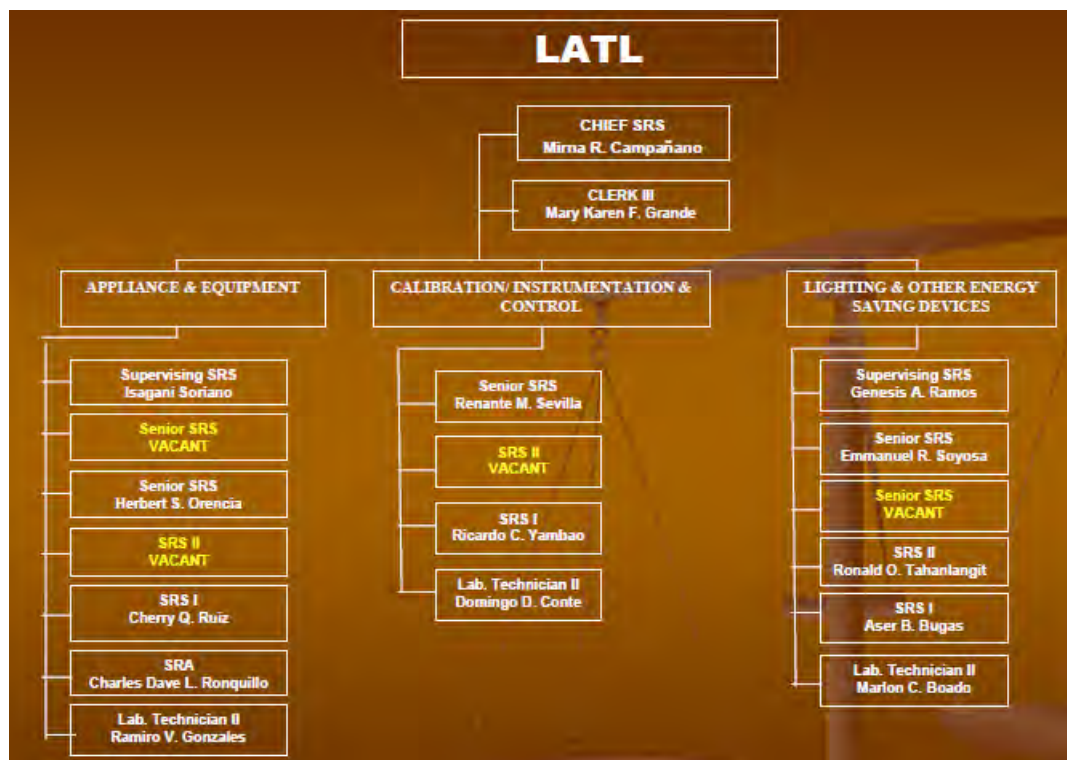 LATL
CHIEF SRS
Mirna R. Campañano
CLERK III
Mary Karen F. Grande
APPLIANCE & EQUIPMENT
Supervising SRS
Isagani Soriano
Senior SRS
VACANT
Senior SRS
Herbert S. Orencia
SRS II
VACANT
SRS I
Cherry Q. Ruiz
SRA
Charles Dave L. Ronquillo
Lab. Technician II
Ramiro V. Gonzales
CALIBRATION/ INSTRUMENTATION &
CONTROL
Senior SRS
Renante M. Sevilla
SRS II
VACANT
SRS I
Ricardo C. Yambao
Lab. Technician II
Domingo D. Conte
LIGHTING & OTHER ENERGY
SAVING DEVICES
Supervising SRS
Genesis A. Ramos
Senior SRS
Emmanuel R. Soyosa
Senior SRS
VACANT
SRS II
Ronald O. Tahanlangit
SRS I
Aser B. Bugas
Lab. Technician II
Marlon C. Boado